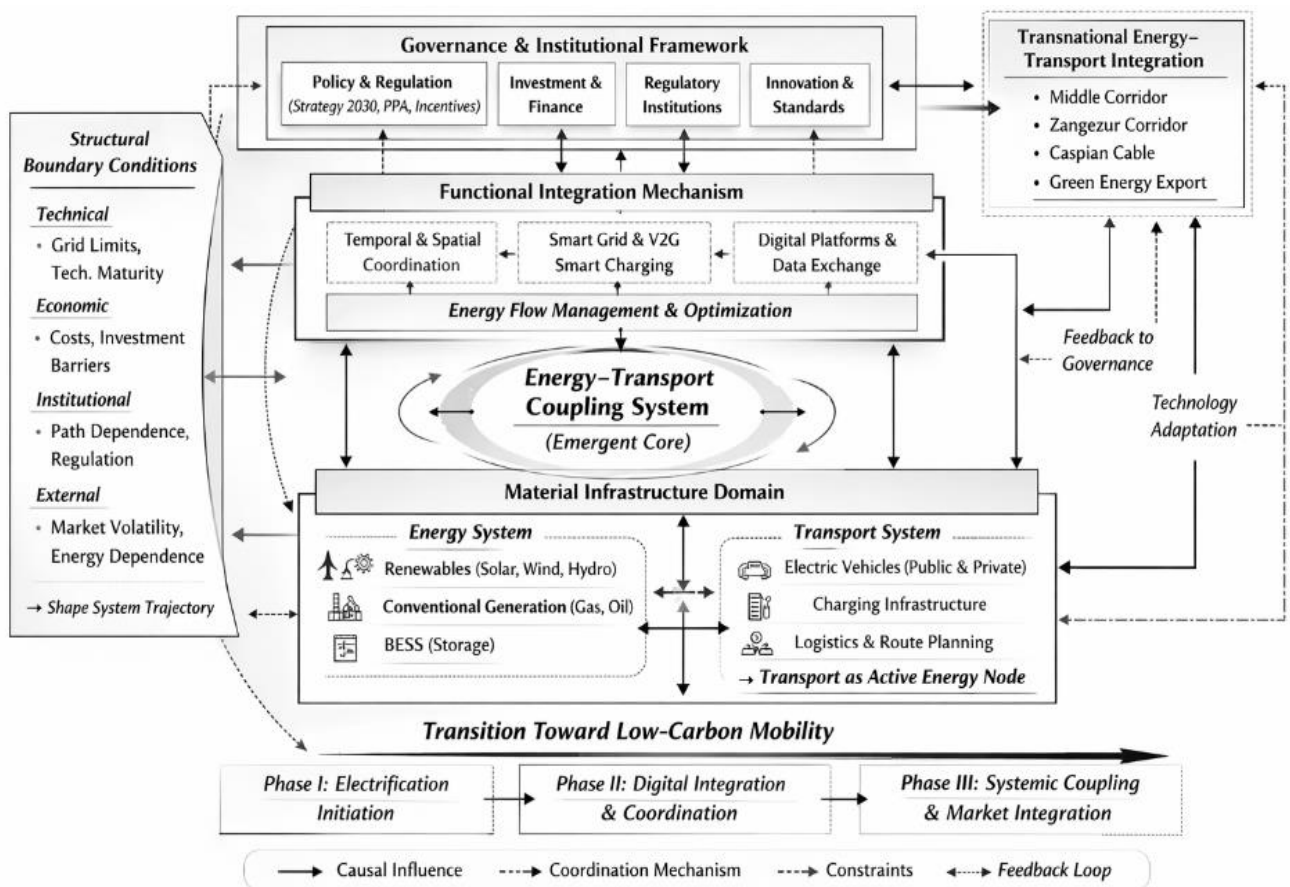 Governance & Institutional Framework
Policy & Regulation
(Strategy 2030, PPA, Incentives)
Investment &
Finance
Regulatory
Institutions
Innovation &
Standards
Transnational Energy–
Transport Integration
• Middle Corridor
• Zangezur Corridor
• Caspian Cable
• Green Energy Export
Structural
Boundary Conditions
Technical
• Grid Limits,
Tech. Maturity
Economic
• Costs, Investment
Barriers
Institutional
• Path Dependence,
Regulation
External
• Market Volatility,
Energy Dependence
→ Shape System Trajectory
Functional Integration Mechanism
Temporal & Spatial
Coordination
Smart Grid & V2G
Smart Charging
Digital Platforms &
Data Exchange
Energy Flow Management & Optimization
Feedback to
Governance
Technology
Adaptation
Energy–Transport
Coupling System
(Emergent Core)
Material Infrastructure Domain
Energy System
Renewables (Solar, Wind, Hydro)
Conventional Generation (Gas, Oil)
BESS (Storage)
Transport System
Electric Vehicles (Public & Private)
Charging Infrastructure
Logistics & Route Planning
→ Transport as Active Energy Node
Transition Toward Low-Carbon Mobility
Phase I: Electrification
Initiation
Phase II: Digital Integration
& Coordination
Phase III: Systemic Coupling
& Market Integration
Causal Influence
Coordination Mechanism
Constraints
Feedback Loop